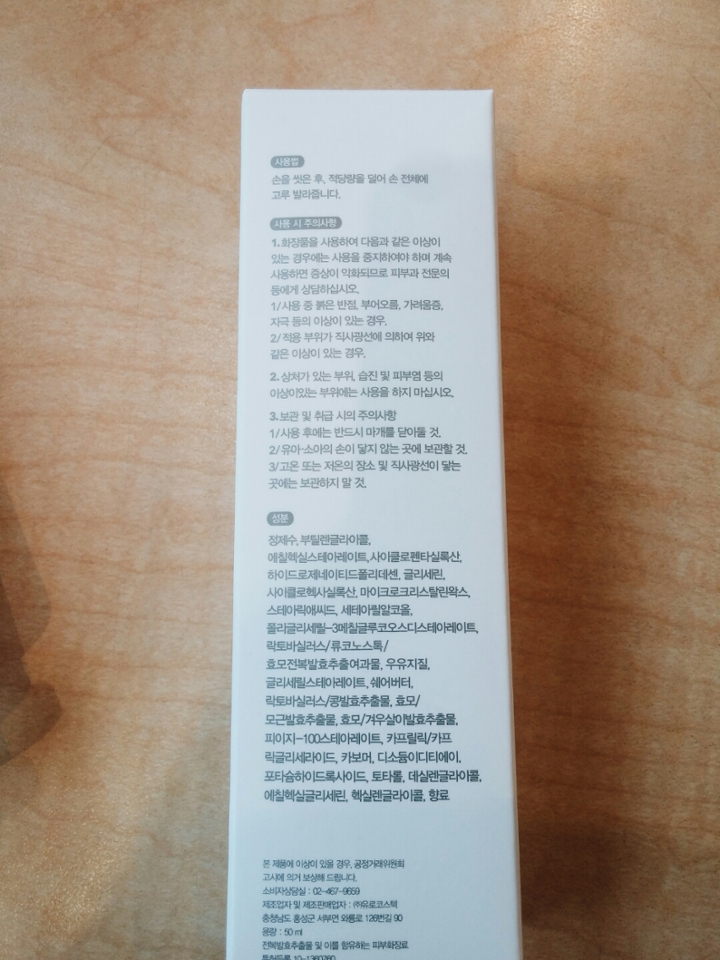 사용법
손을 씻은 후, 적당량을 덜어 손 전체에
고루 발라줍니다.
사용 시 주의사항
1. 화장품을 사용하여 다음과 같은 이상이
있는 경우에는 사용을 중지하여야 하며 계속
사용하면 증상이 악화되므로 피부과 전문의
등에게 상담하십시오.
1/사용 중 붉은 반점, 부어오름, 가려움증,
자극 등의 이상이 있는 경우.
2/적용 부위가 직사광선에 의하여 위와
같은 이상이 있는 경우.
2. 상처가 있는 부위, 습진 및 피부염 등의
이상이있는 부위에는 사용을 하지 마십시오.
3. 보관 및 취급 시의 주의사항
1/사용 후에는 반드시 마개를 닫아둘 것.
2/유아·소아의 손이 닿지 않는 곳에 보관할 것.
3/고온 또는 저온의 장소 및 직사광선이 닿는
곳에는 보관하지 말 것.
성분
정제수, 부틸렌글라이콜,
에칠헥실스테아레이트, 사이클로펜타실록산,
하이드로제네이티드폴리데센, 글리세린,
사이클로헥사실록산, 마이크로크리스탈린왁스,
스테아릭애씨드, 세테아릴알코올,
폴리글리세릴-3메칠글루코오스디스테아레이트,
락토바실러스/류코노스톡/
효모전복발효추출여과물, 우유지질,
글리세릴스테아레이트, 쉐어버터,
락토바실러스/콩발효추출물, 효모/
모근발효추출물, 효모/겨우살이발효추출물,
피이지-100스테아레이트, 카프릴릭/카프
릭글리세라이드, 카보머, 디소듐이디티에이,
포타슘하이드록사이드, 토타롤, 데실렌글라이콜,
에칠헥실글리세린, 헥실렌글라이콜, 향료
본 제품에 이상이 있을 경우, 공정거래위원회
고시에 의거 보상해 드립니다.
소비자상담실 : 02-467-9659
제조업자 및 제조판매업자 : ㈜유로코스텍
충청남도 홍성군 서부면 와룡로 126번길 90
용량 : 50 ml
전복발효추출물 및 이를 함유하는 피부화장료
특허등록 10-1360760